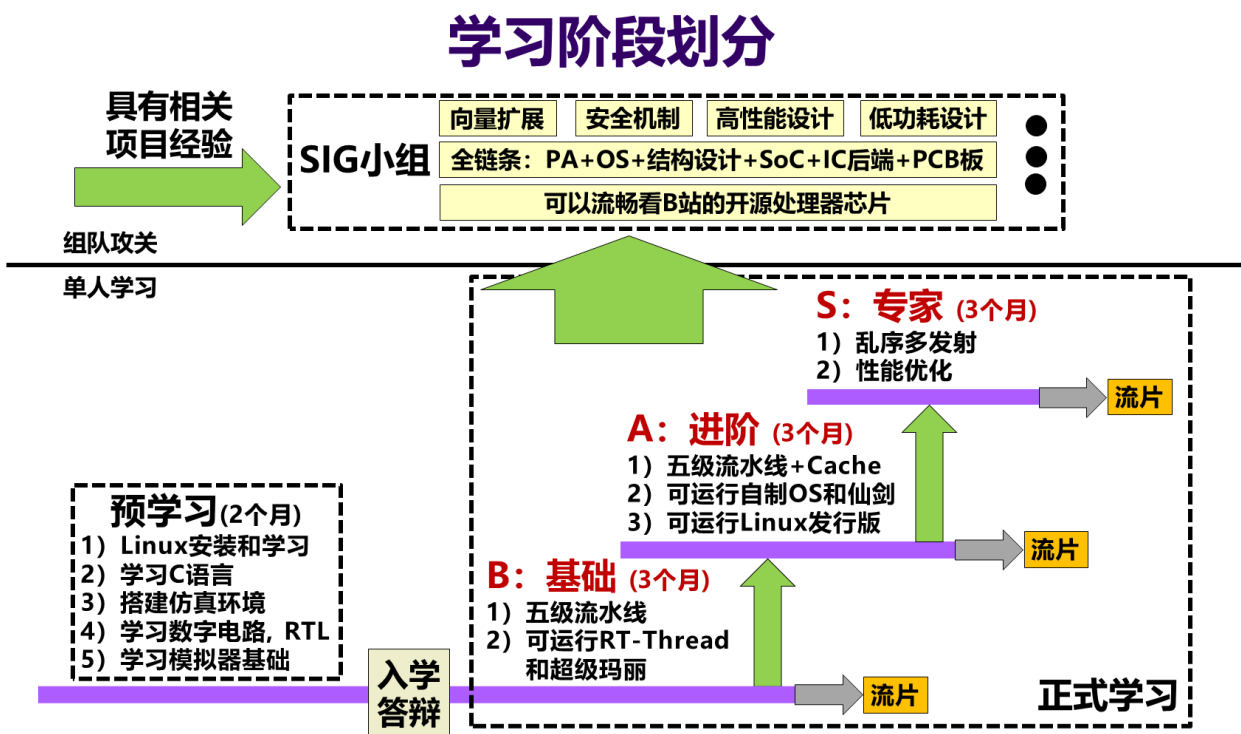 学习阶段划分
具有相关
项目经验
SIG小组
向量扩展
安全机制
高性能设计
低功耗设计
全链条：PA+OS+结构设计+SoC+IC后端+PCB板
可以流畅看B站的开源处理器芯片
组队攻关
单人学习
S：专家 (3个月)
1）乱序多发射
2）性能优化
流片
A：进阶 (3个月)
1）五级流水线+Cache
2）可运行自制OS和仙剑
3）可运行Linux发行版
流片
B：基础 (3个月)
1）五级流水线
2）可运行RT-Thread
和超级玛丽
流片
预学习(2个月)
1）Linux安装和学习
2）学习C语言
3）搭建仿真环境
4）学习数字电路, RTL
5）学习模拟器基础
入学
答辩
正式学习